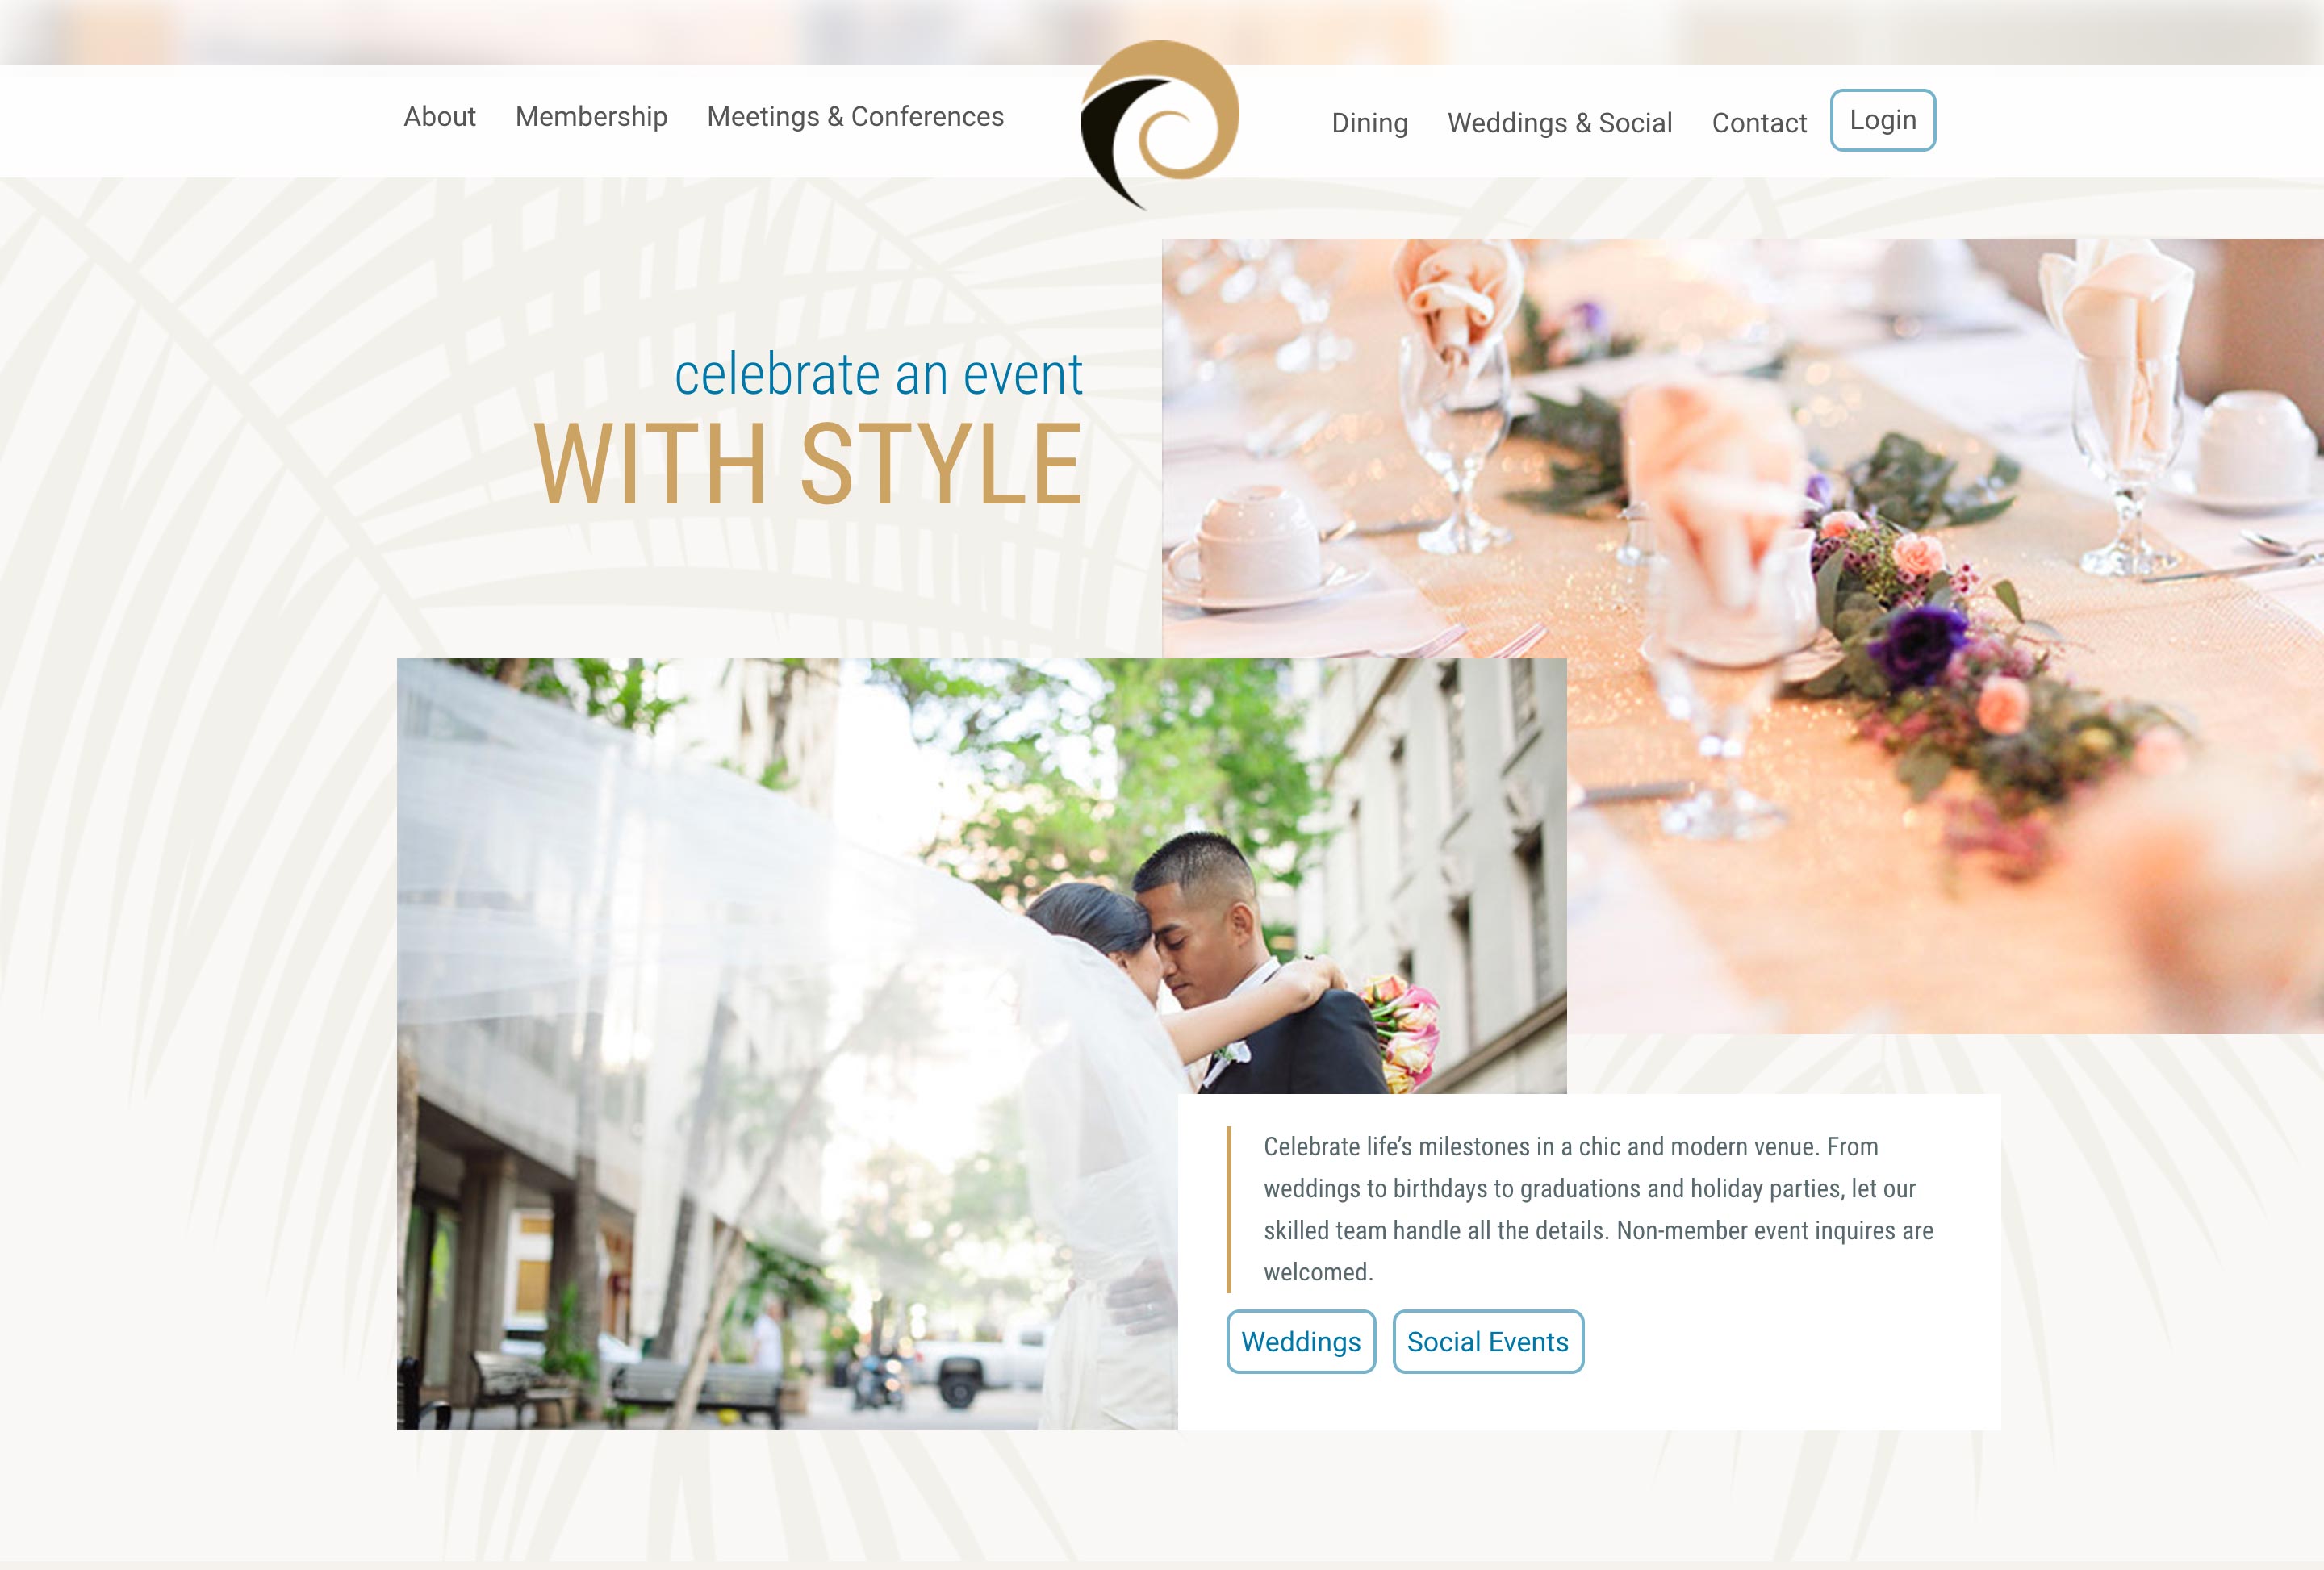 About
Membership
Meetings & Conferences
Dining
Weddings & Social
Contact
Login
celebrate an event
WITH STYLE
Celebrate life’s milestones in a chic and modern venue. From
weddings to birthdays to graduations and holiday parties, let our
skilled team handle all the details. Non-member event inquires are
welcomed.
Weddings
Social Events